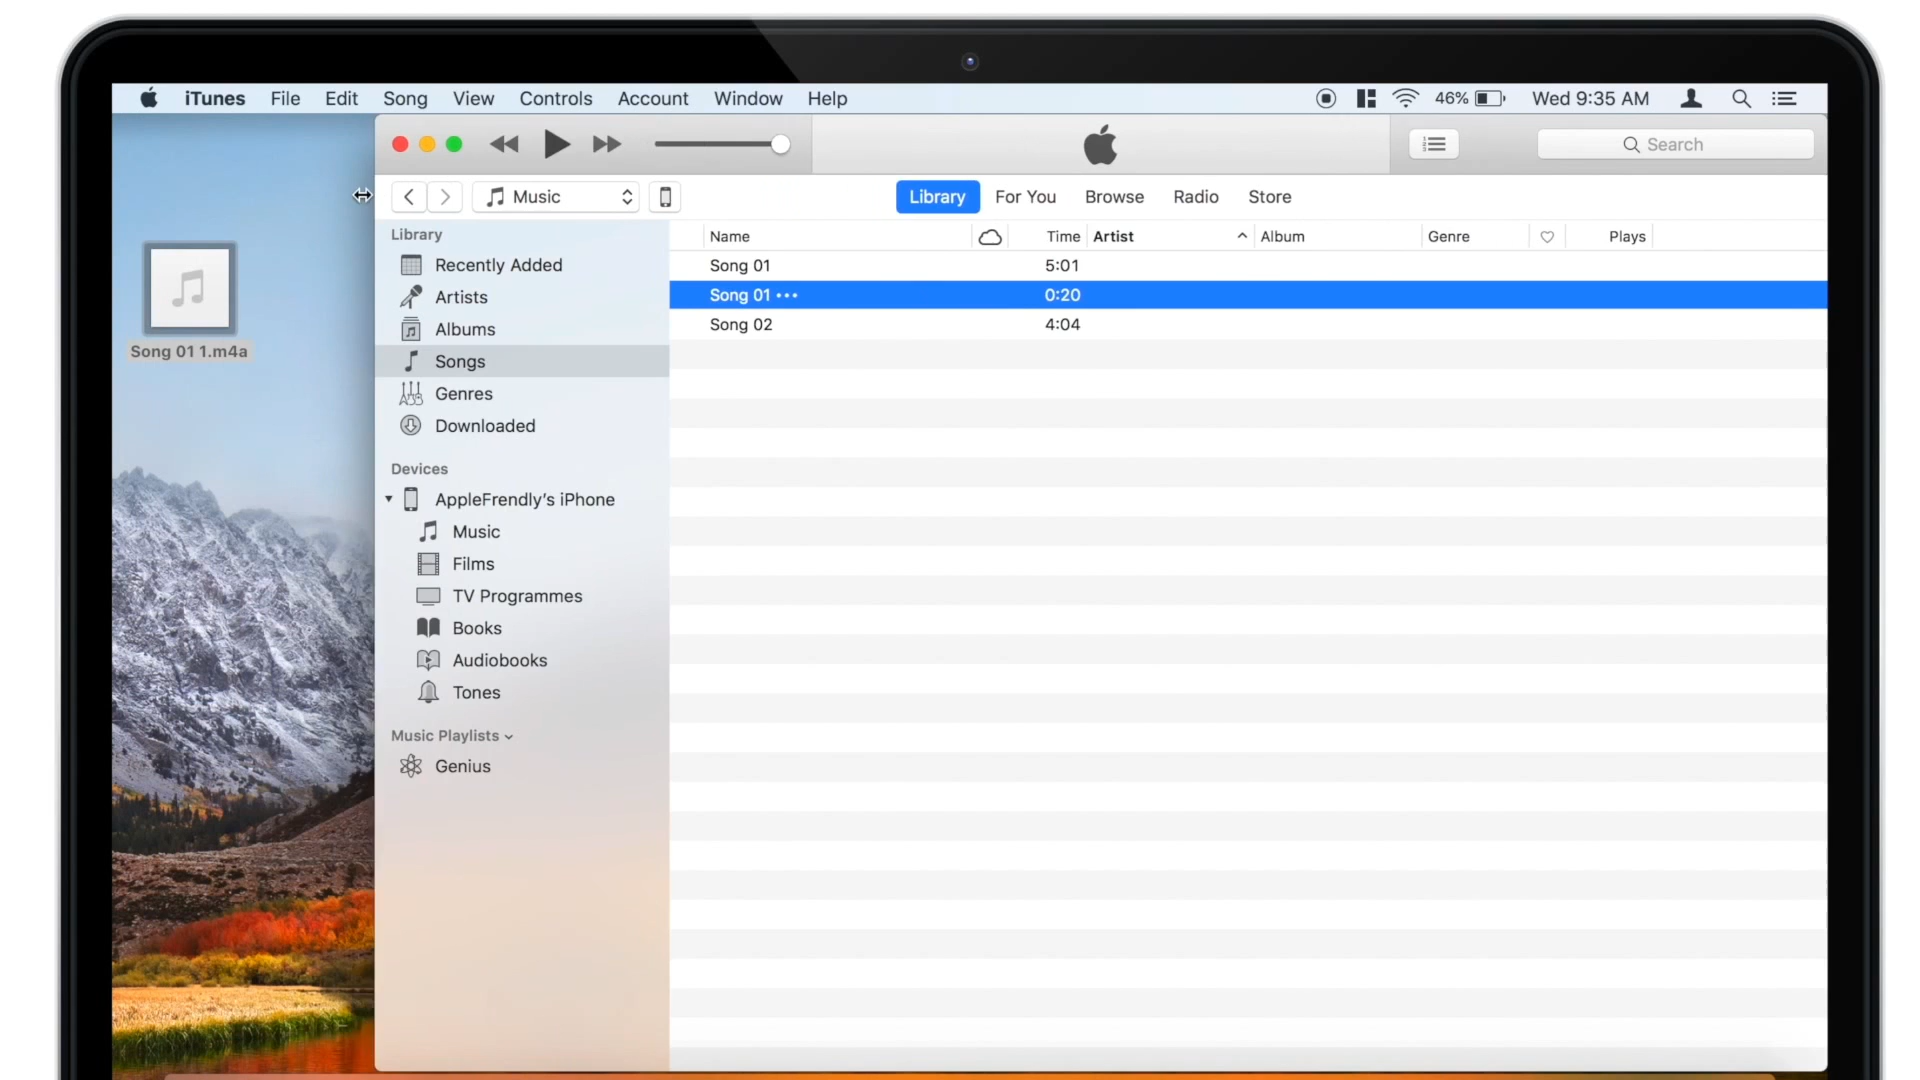 iTunes File Edit Song View Controls Account Window Help 46% Wed 9:35 AM
Search
Music Library For You Browse Radio Store
Library
Recently Added
Artists
Albums
Songs
Genres
Downloaded
Devices
AppleFrendly's iPhone
Music
Films
TV Programmes
Books
Audiobooks
Tones
Music Playlists
Genius
Name Time Artist Album Genre Plays
Song 01 5:01
Song 01 ••• 0:20
Song 02 4:04
Song 01 1.m4a